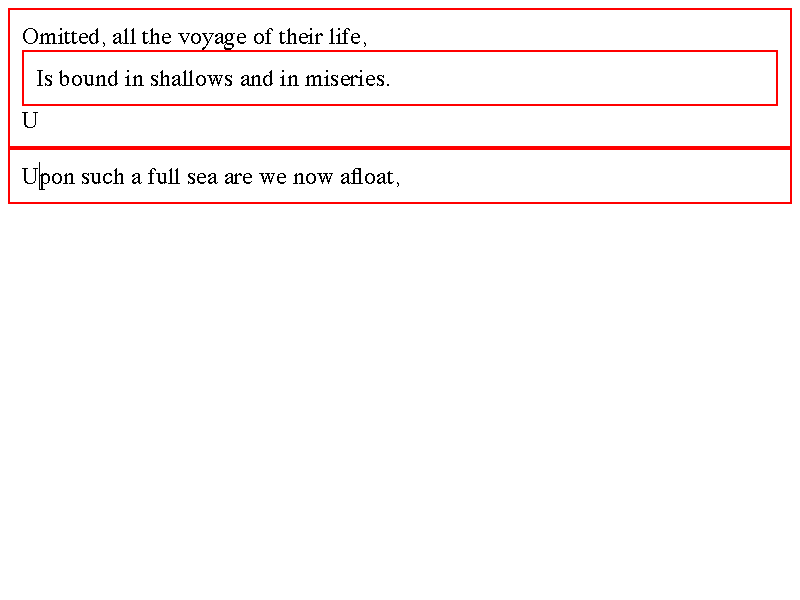 Omitted, all the voyage of their life,
Is bound in shallows and in miseries.
U
Upon such a full sea are we now afloat,